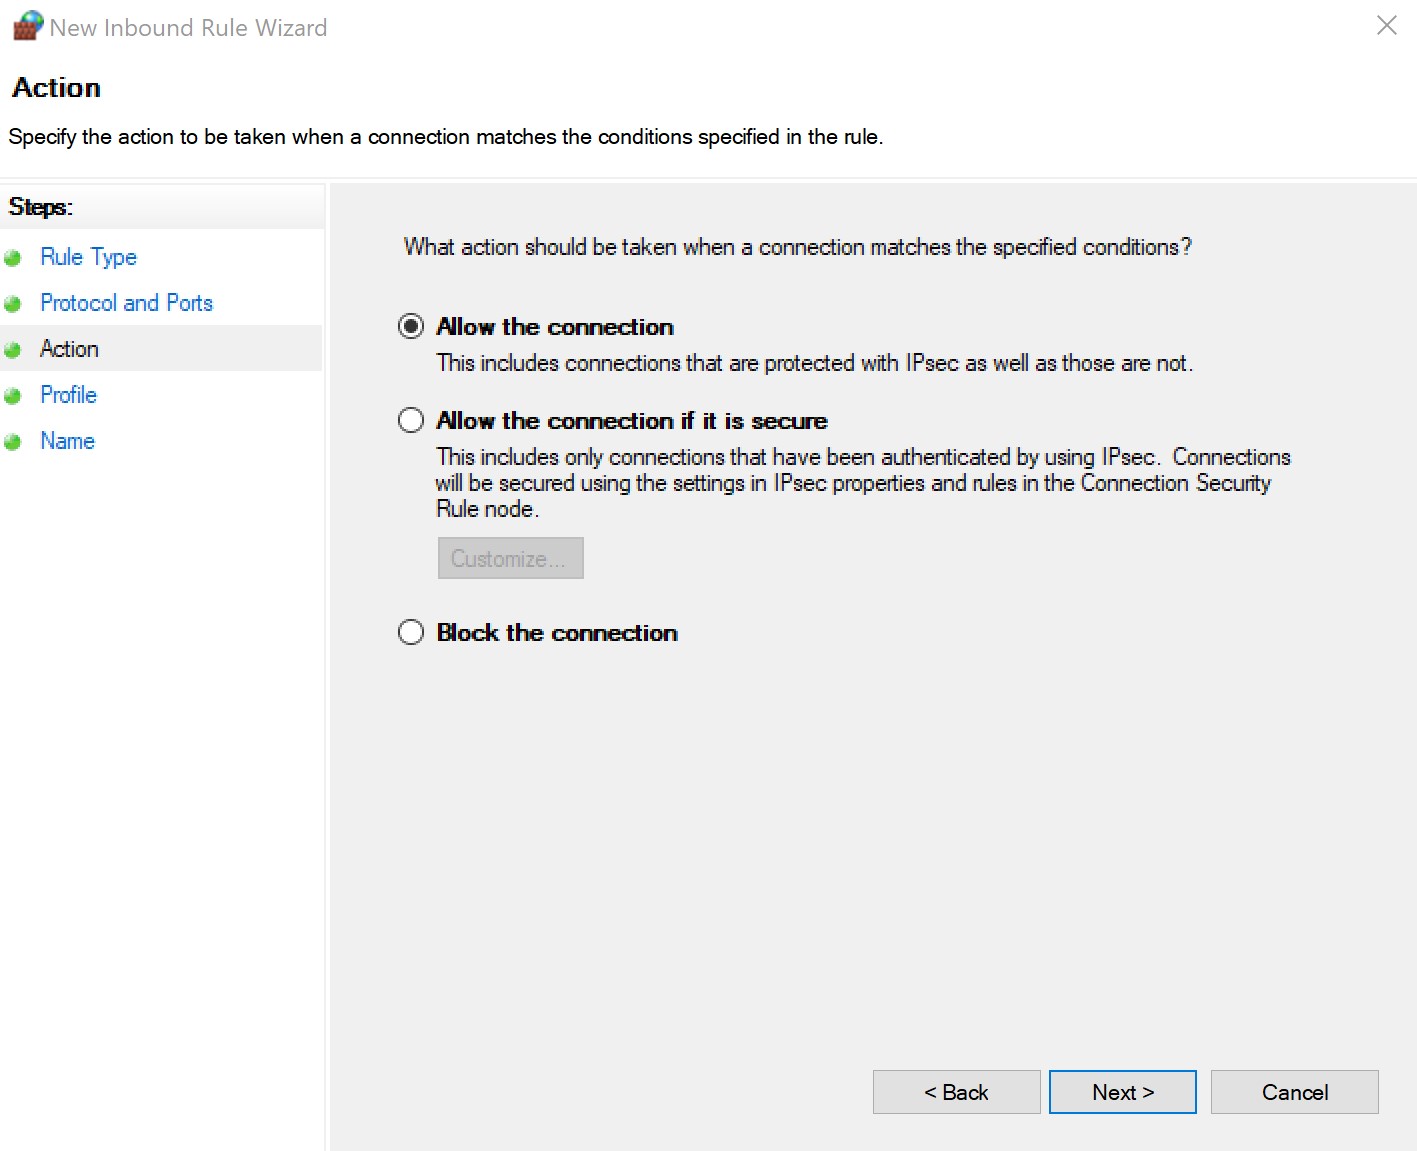 New Inbound Rule Wizard
Action
Specify the action to be taken when a connection matches the conditions specified in the rule.
Steps:
Rule Type
Protocol and Ports
Action
Profile
Name
What action should be taken when a connection matches the specified conditions?
Allow the connection
This includes connections that are protected with IPsec as well as those are not.
Allow the connection if it is secure
This includes only connections that have been authenticated by using IPsec. Connections
will be secured using the settings in IPsec properties and rules in the Connection Security
Rule node.
Customize...
Block the connection
< Back
Next >
Cancel